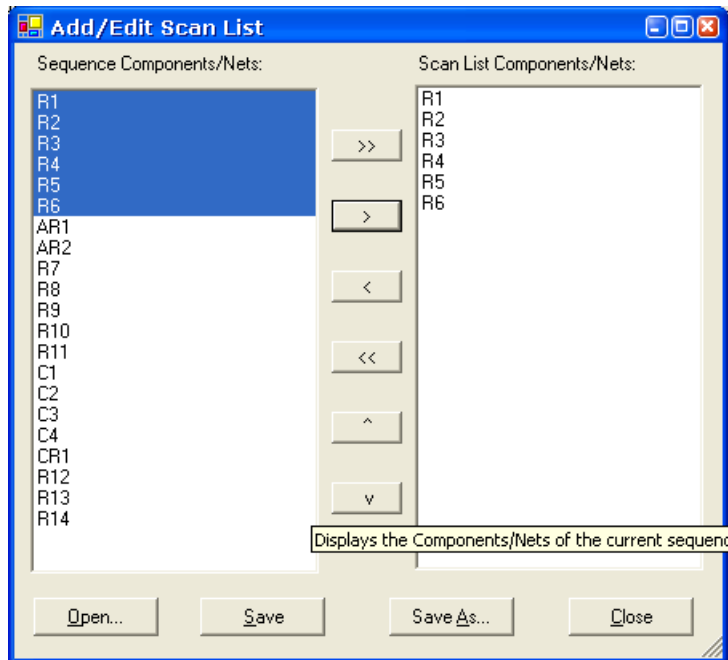 Add/Edit Scan List
Sequence Components/Nets:
R1
R2
R3
R4
R5
R6
AR1
AR2
R7
R8
R9
R10
R11
C1
C2
C3
C4
CR1
R12
R13
R14
>>
>
<
<<
^
v
Scan List Components/Nets:
R1
R2
R3
R4
R5
R6
Displays the Components/Nets of the current sequenc
Open...
Save
Save As...
Close